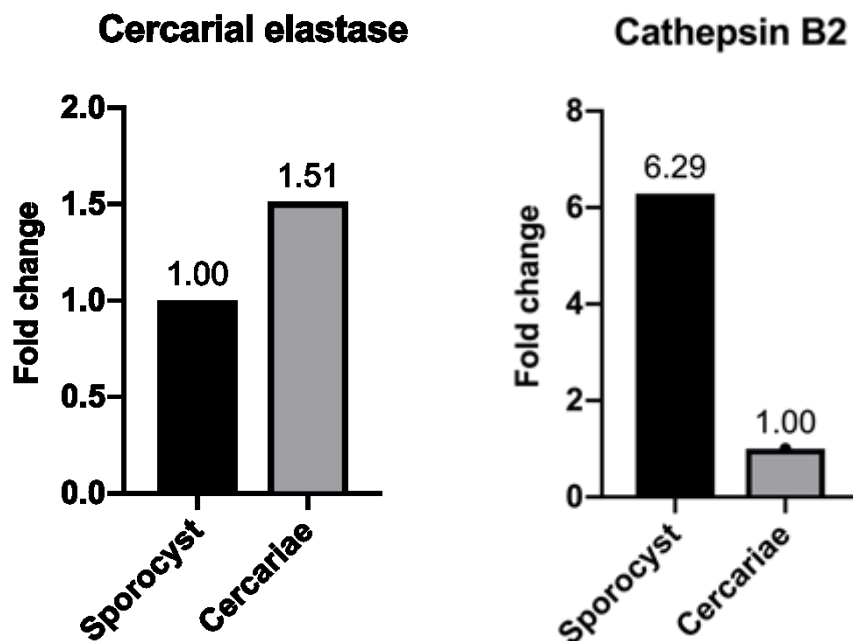 Cercarial elastase
Fold change
2.0
1.5
1.0
0.5
0.0
1.00
1.51
Sporocyst
Cercariae
Cathepsin B2
Fold change
8
6
4
2
0
6.29
1.00
Sporocyst
Cercariae